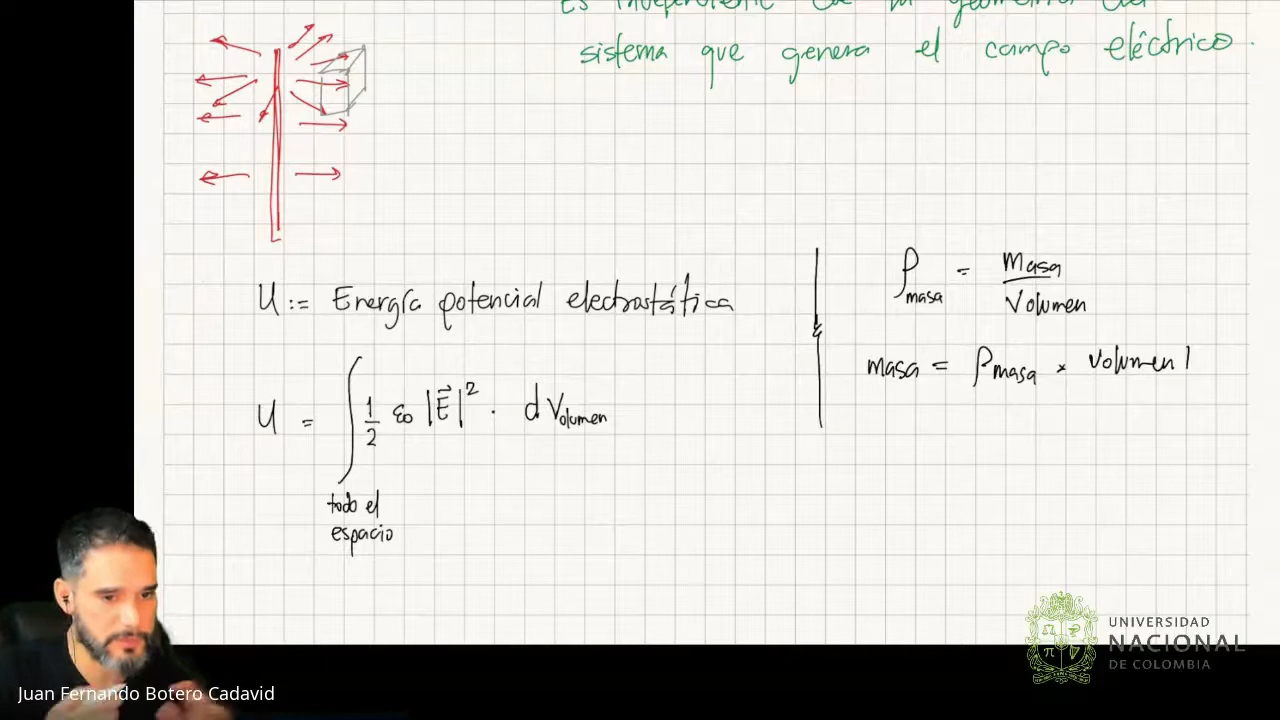 sistema que genera el campo eléctrico.
U := Energía potencial electrostática
ρmasa = Masa / Volumen
masa = ρmasa × Volumen
U = ∫ 1/2 ε0 |E⃗|² · dVolumen
todo el
espacio
UNIVERSIDAD
NACIONAL
DE COLOMBIA
Juan Fernando Botero Cadavid